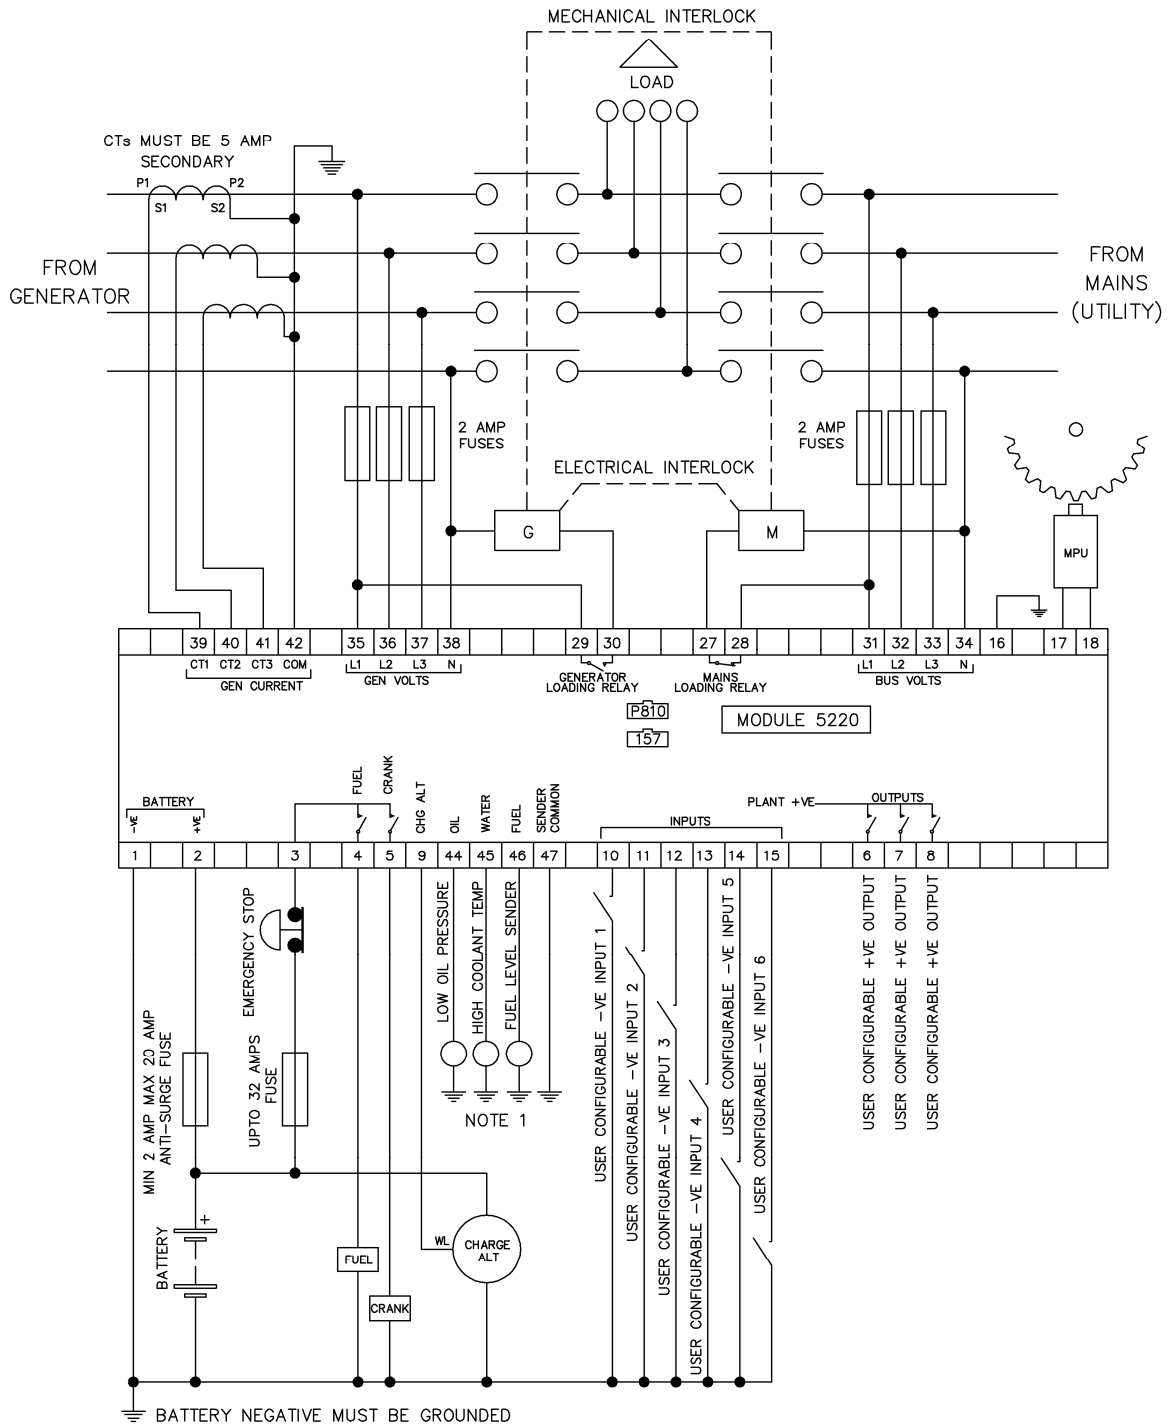 MECHANICAL INTERLOCK
LOAD
CTs MUST BE 5 AMP
SECONDARY
P1
P2
S1
S2
FROM
GENERATOR
FROM
MAINS
(UTILITY)
2 AMP
FUSES
2 AMP
FUSES
ELECTRICAL INTERLOCK
G
M
MPU
39
40
41
42
35
36
37
38
29
30
27
28
31
32
33
34
16
17
18
CT1
CT2
CT3
COM
GEN CURRENT
L1
L2
L3
N
GEN VOLTS
GENERATOR
LOADING RELAY
MAINS
LOADING RELAY
L1
L2
L3
N
BUS VOLTS
P810
157
MODULE 5220
BATTERY
-VE
+VE
FUEL
CRANK
CHG ALT
OIL
WATER
FUEL
SENDER
COMMON
INPUTS
PLANT +VE
OUTPUTS
1
2
3
4
5
9
44
45
46
47
10
11
12
13
14
15
6
7
8
MIN 2 AMP MAX 20 AMP
ANTI-SURGE FUSE
EMERGENCY STOP
UPTO 32 AMPS
FUSE
LOW OIL PRESSURE
HIGH COOLANT TEMP
FUEL LEVEL SENDER
NOTE 1
USER CONFIGURABLE -VE INPUT 1
USER CONFIGURABLE -VE INPUT 2
USER CONFIGURABLE -VE INPUT 3
USER CONFIGURABLE -VE INPUT 4
USER CONFIGURABLE -VE INPUT 5
USER CONFIGURABLE -VE INPUT 6
USER CONFIGURABLE +VE OUTPUT
USER CONFIGURABLE +VE OUTPUT
USER CONFIGURABLE +VE OUTPUT
BATTERY
+
FUEL
CRANK
WL
CHARGE
ALT
BATTERY NEGATIVE MUST BE GROUNDED